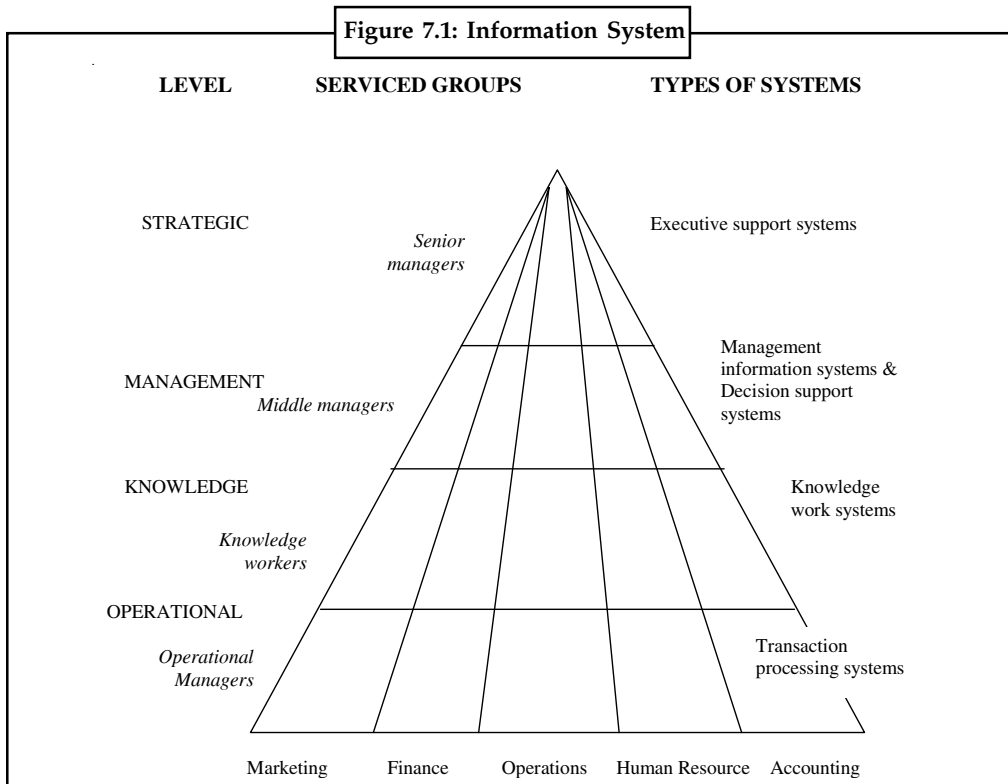 Figure 7.1: Information System
LEVEL SERVICED GROUPS TYPES OF SYSTEMS
STRATEGIC
Senior
managers
Executive support systems
MANAGEMENT
Middle managers
Management
information systems &
Decision support
systems
KNOWLEDGE
Knowledge
workers
Knowledge
work systems
OPERATIONAL
Operational
Managers
Transaction
processing systems
Marketing Finance Operations Human Resource Accounting